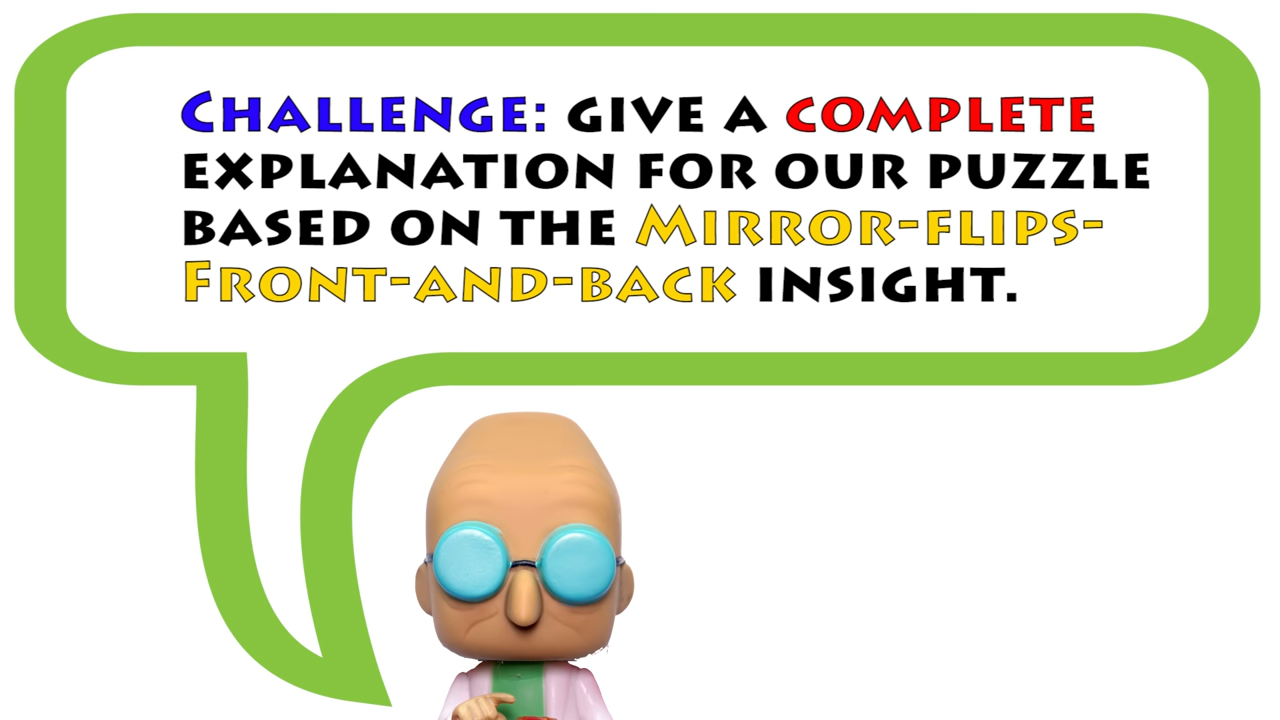 Challenge: give a complete
explanation for our puzzle
based on the Mirror-flips-
Front-and-back insight.